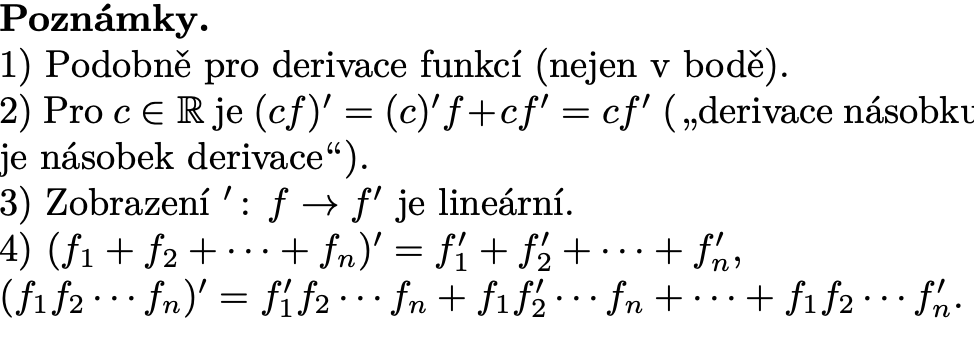 Poznámky.
1) Podobně pro derivace funkcí (nejen v bodě).
2) Pro c ∈ ℝ je (cf)′ = (c)′f+cf′ = cf′ („derivace násobku
je násobek derivace“).
3) Zobrazení ′: f → f′ je lineární.
4) (f₁ + f₂ + ⋯ + fₙ)′ = f₁′ + f₂′ + ⋯ + fₙ′,
(f₁f₂ ⋯ fₙ)′ = f₁′f₂ ⋯ fₙ + f₁f₂′ ⋯ fₙ + ⋯ + f₁f₂ ⋯ fₙ′.